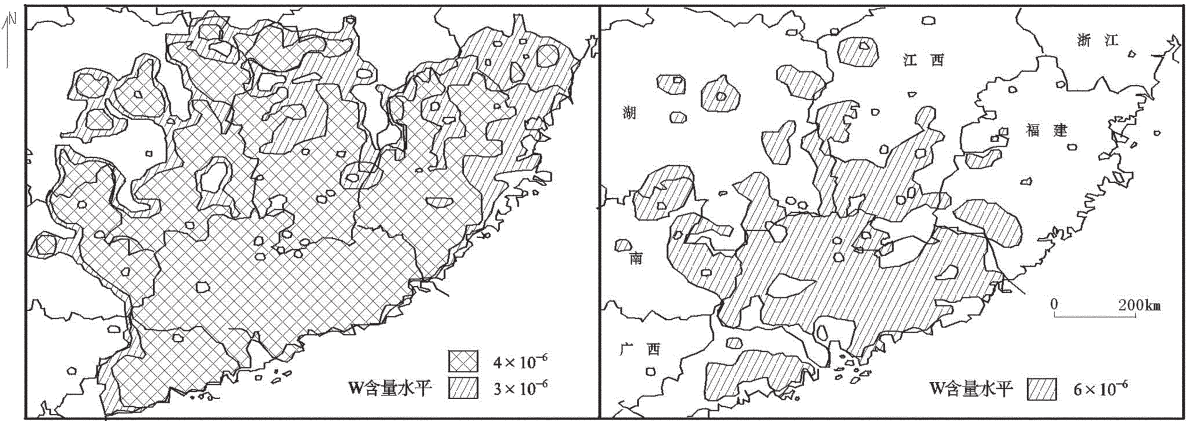 N
4×10⁻⁶
W含量水平
3×10⁻⁶
浙 江
江 西
湖
福 建
南
0 200km
广 西
W含量水平
6×10⁻⁶